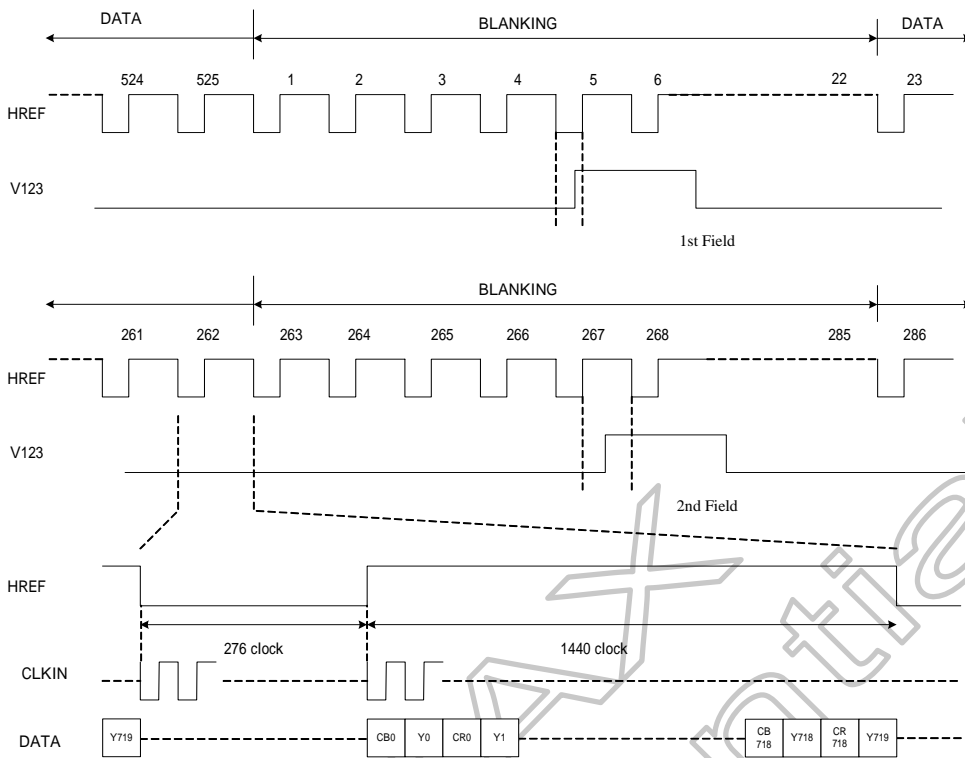 DATA BLANKING DATA
524 525 1 2 3 4 5 6 22 23
HREF
V123
1st Field
BLANKING
261 262 263 264 265 266 267 268 285 286
HREF
V123
2nd Field
HREF
276 clock 1440 clock
CLKIN
DATA Y719 CB0 Y0 CR0 Y1 CB 718 Y718 CR 718 Y719